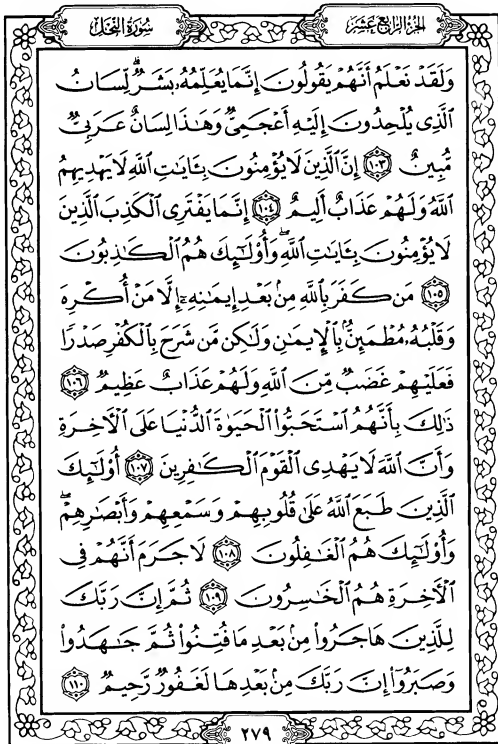 الجزء الرابع عشر
سورة النحل
وَلَقَدْ نَعْلَمُ أَنَّهُمْ يَقُولُونَ إِنَّمَا يُعَلِّمُهُۥ بَشَرٌۗ لِّسَانُ
ٱلَّذِى يُلْحِدُونَ إِلَيْهِ أَعْجَمِىٌّ وَهَٰذَا لِسَانٌ عَرَبِىٌّ
مُّبِينٌ ١٠٣ إِنَّ ٱلَّذِينَ لَا يُؤْمِنُونَ بِـَٔايَٰتِ ٱللَّهِ لَا يَهْدِيهِمُ
ٱللَّهُ وَلَهُمْ عَذَابٌ أَلِيمٌ ١٠٤ إِنَّمَا يَفْتَرِى ٱلْكَذِبَ ٱلَّذِينَ
لَا يُؤْمِنُونَ بِـَٔايَٰتِ ٱللَّهِۖ وَأُو۟لَٰٓئِكَ هُمُ ٱلْكَٰذِبُونَ
١٠٥ مَن كَفَرَ بِٱللَّهِ مِنۢ بَعْدِ إِيمَٰنِهِۦٓ إِلَّا مَنْ أُكْرِهَ
وَقَلْبُهُۥ مُطْمَئِنٌّۢ بِٱلْإِيمَٰنِ وَلَٰكِن مَّن شَرَحَ بِٱلْكُفْرِ صَدْرًا
فَعَلَيْهِمْ غَضَبٌ مِّنَ ٱللَّهِ وَلَهُمْ عَذَابٌ عَظِيمٌ ١٠٦
ذَٰلِكَ بِأَنَّهُمُ ٱسْتَحَبُّوا۟ ٱلْحَيَوٰةَ ٱلدُّنْيَا عَلَى ٱلْءَاخِرَةِ
وَأَنَّ ٱللَّهَ لَا يَهْدِى ٱلْقَوْمَ ٱلْكَٰفِرِينَ ١٠٧ أُو۟لَٰٓئِكَ
ٱلَّذِينَ طَبَعَ ٱللَّهُ عَلَىٰ قُلُوبِهِمْ وَسَمْعِهِمْ وَأَبْصَٰرِهِمْۖ
وَأُو۟لَٰٓئِكَ هُمُ ٱلْغَٰفِلُونَ ١٠٨ لَا جَرَمَ أَنَّهُمْ فِى
ٱلْءَاخِرَةِ هُمُ ٱلْخَٰسِرُونَ ١٠٩ ثُمَّ إِنَّ رَبَّكَ
لِلَّذِينَ هَاجَرُوا۟ مِنۢ بَعْدِ مَا فُتِنُوا۟ ثُمَّ جَٰهَدُوا۟
وَصَبَرُوٓا۟ إِنَّ رَبَّكَ مِنۢ بَعْدِهَا لَغَفُورٌ رَّحِيمٌ ١١٠
٢٧٩